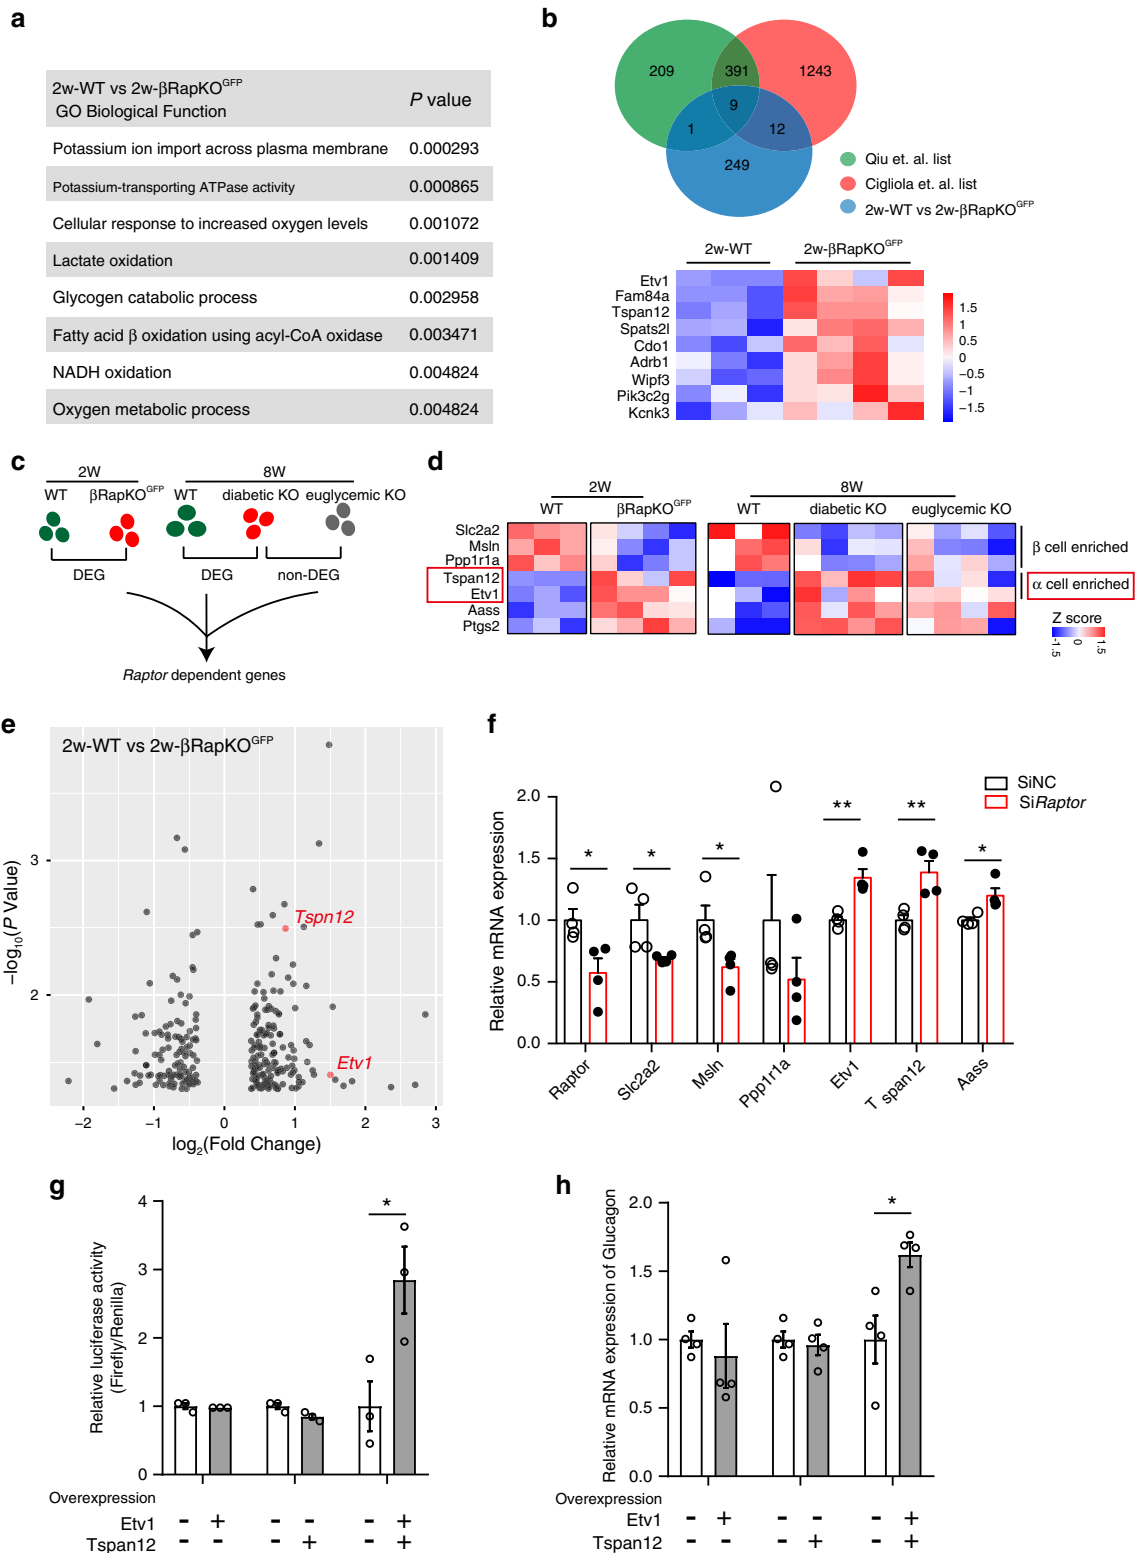 a
2w-WT vs 2w-βRapKO^GFP
GO Biological Function
P value
Potassium ion import across plasma membrane 0.000293
Potassium-transporting ATPase activity 0.000865
Cellular response to increased oxygen levels 0.001072
Lactate oxidation 0.001409
Glycogen catabolic process 0.002958
Fatty acid β oxidation using acyl-CoA oxidase 0.003471
NADH oxidation 0.004824
Oxygen metabolic process 0.004824
b
209 391 1243
9
1 12
249
Qiu et. al. list
Cigliola et. al. list
2w-WT vs 2w-βRapKO^GFP
2w-WT 2w-βRapKO^GFP
Etv1
Fam84a
Tspan12
Spats2l
Cdo1
Adrb1
Wipf3
Pik3c2g
Kcnk3
1.5
1
0.5
0
−0.5
−1
−1.5
c
2W 8W
WT βRapKO^GFP WT diabetic KO euglycemic KO
DEG DEG non-DEG
Raptor dependent genes
d
2W 8W
WT βRapKO^GFP WT diabetic KO euglycemic KO
Slc2a2
Msln
Ppp1r1a
Tspan12
Etv1
Aass
Ptgs2
β cell enriched
α cell enriched
Z score
-1.5 0 1.5
e
2w-WT vs 2w-βRapKO^GFP
−log10(P Value)
3
2
Tspn12
Etv1
−2 −1 0 1 2 3
log2(Fold Change)
f
SiNC
SiRaptor
Relative mRNA expression
2.0
1.5
1.0
0.5
0.0
* * * ** ** *
Raptor Slc2a2 Msln Ppp1r1a Etv1 T span12 Aass
g
Relative luciferase activity
(Firefly/Renilla)
4
3
2
1
0
*
Overexpression
Etv1 - + - - - +
Tspan12 - - - + - +
h
Relative mRNA expression of Glucagon
2.0
1.5
1.0
0.5
0.0
*
Overexpression
Etv1 - + - - - +
Tspan12 - - - + - +